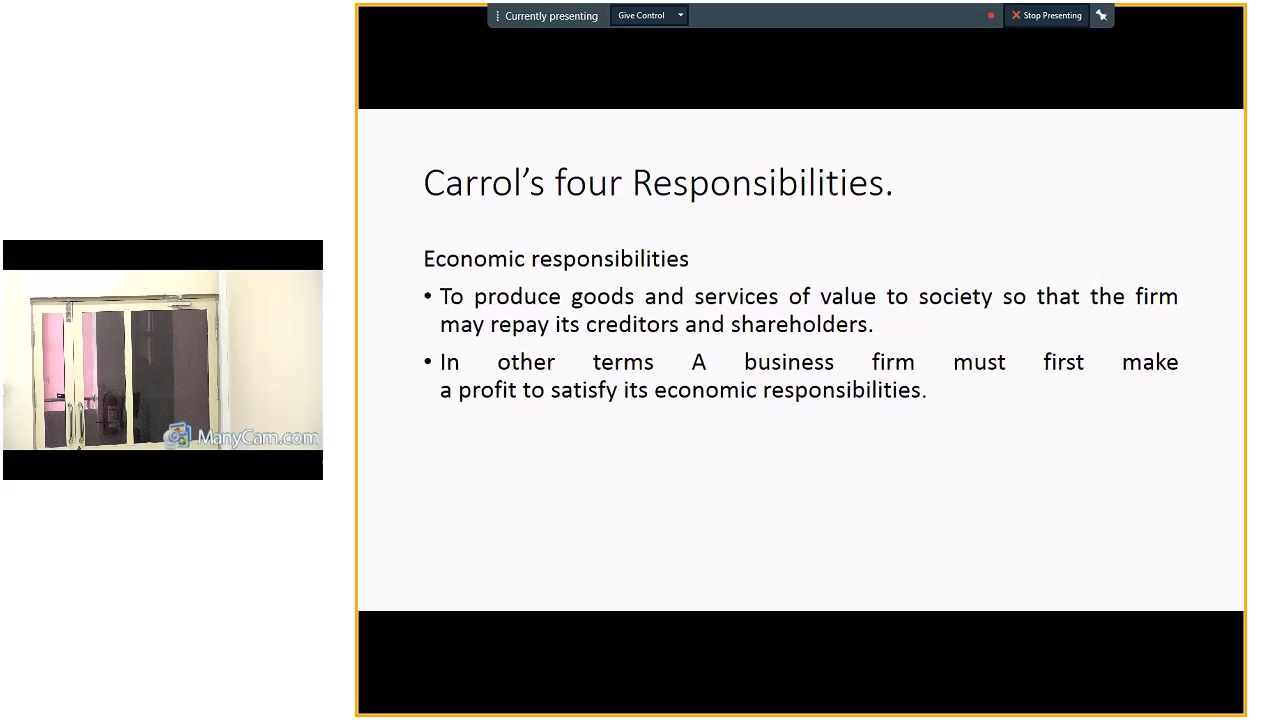 Currently presenting
Give Control
Stop Presenting
Carrol's four Responsibilities.
Economic responsibilities
• To produce goods and services of value to society so that the firm
may repay its creditors and shareholders.
• In other terms A business firm must first make
a profit to satisfy its economic responsibilities.
ManyCam.com